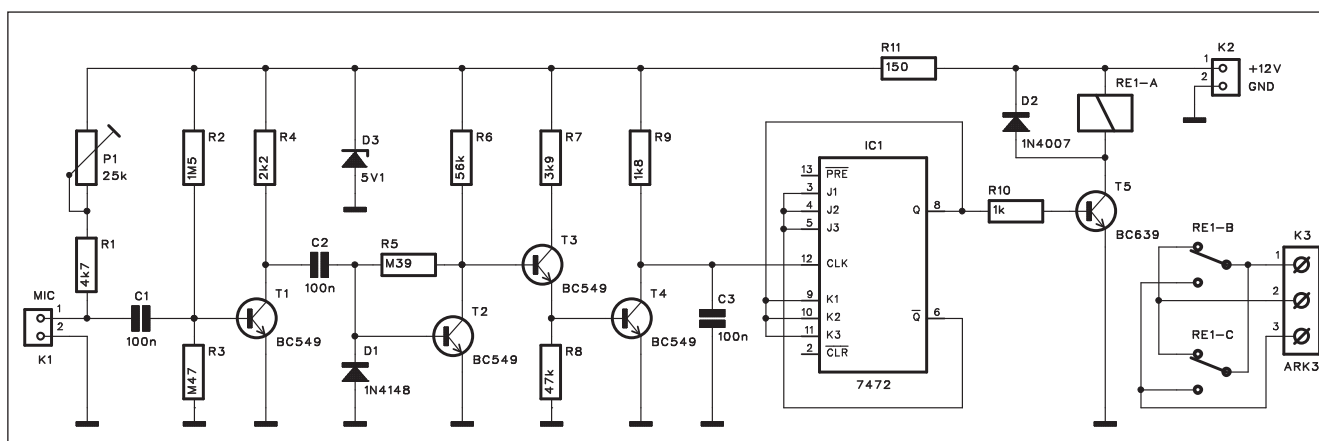 MIC
1
2
K1
P1
25k
R1
4k7
C1
100n
R2
1M5
R3
M47
R4
2k2
T1
BC549
D3
5V1
C2
100n
R5
M39
D1
1N4148
R6
56k
T2
BC549
R7
3k9
T3
BC549
R8
47k
R9
1k8
T4
BC549
C3
100n
IC1
13 PRE
3 J1
4 J2
5 J3
12 CLK
9 K1
10 K2
11 K3
2 CLR
Q 8
Q 6
7472
R11
150
R10
1k
D2
1N4007
RE1-A
T5
BC639
K2
1 +12V
2 GND
RE1-B
RE1-C
K3
1
2
3
ARK3